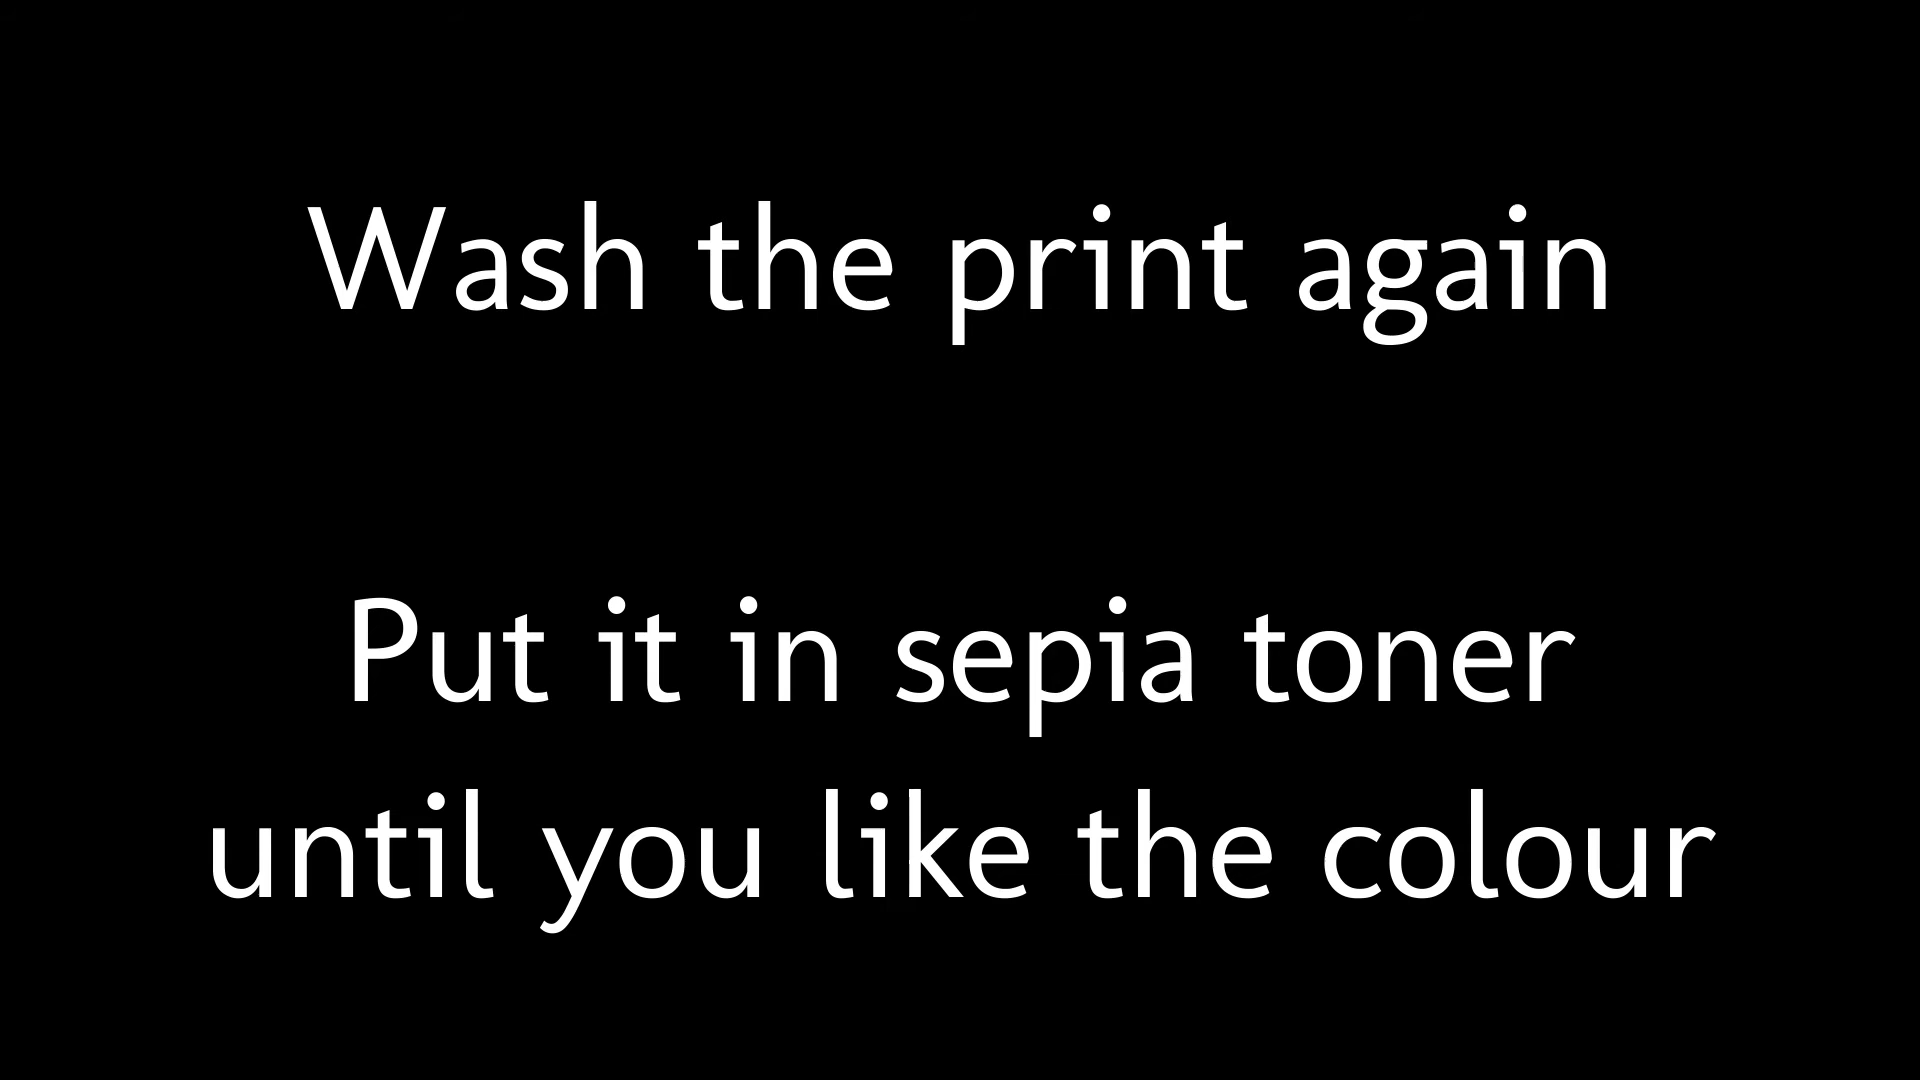 Wash the print again
Put it in sepia toner
until you like the colour